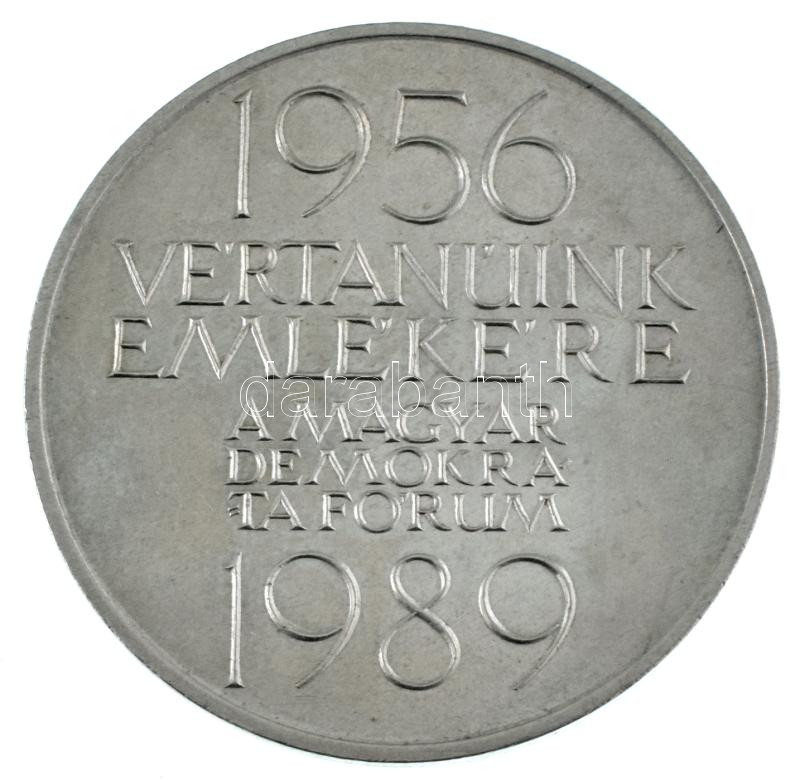 1956
VÉRTANÚINK
EMLÉKÉRE
darabanth
A MAGYAR
DEMOKRA-
-TA FÓRUM
1989